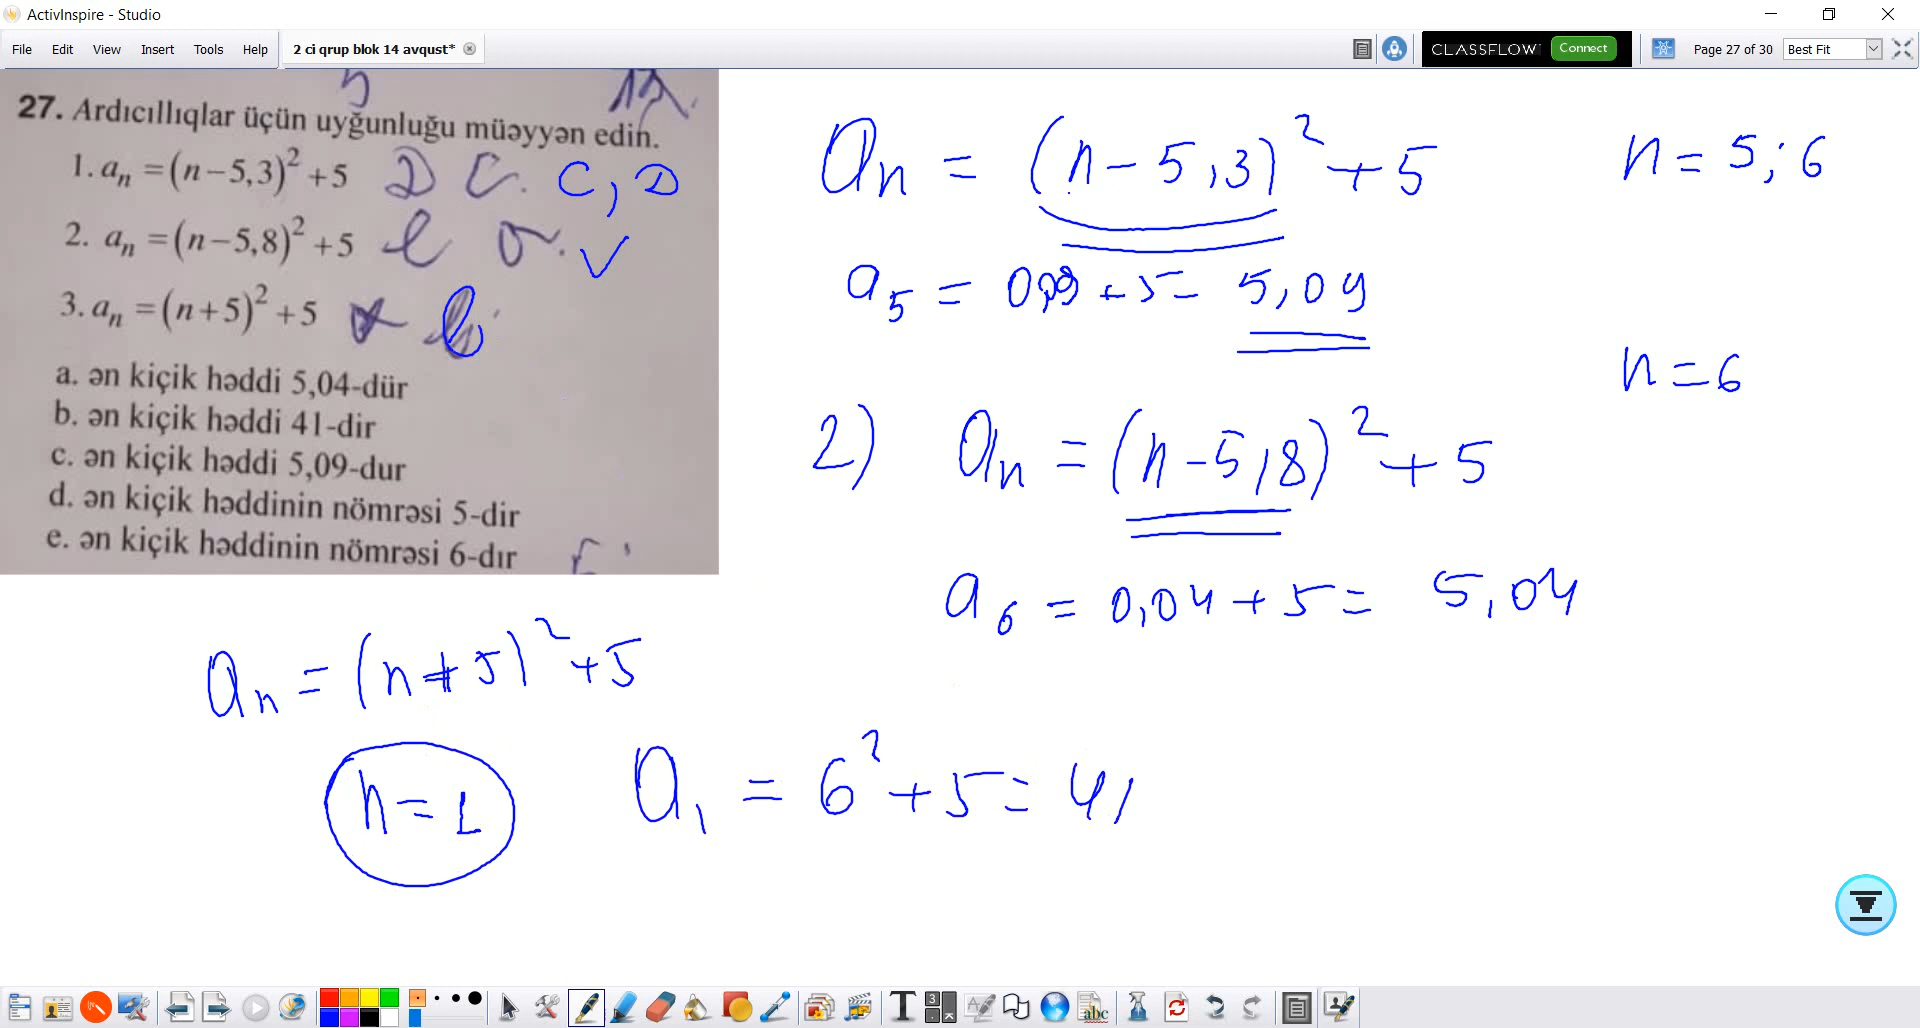 ActivInspire - Studio
File Edit View Insert Tools Help 2 ci qrup blok 14 avqust* CLASSFLOW Connect Page 27 of 30 Best Fit
27. Ardıcıllıqlar üçün uyğunluğu müəyyən edin.
1. aₙ = (n−5,3)² +5 D C. C, D
2. aₙ = (n−5,8)² +5 e a.
3. aₙ = (n+5)² +5 b
a. ən kiçik həddi 5,04-dür
b. ən kiçik həddi 41-dir
c. ən kiçik həddi 5,09-dur
d. ən kiçik həddinin nömrəsi 5-dir
e. ən kiçik həddinin nömrəsi 6-dır
aₙ = (n − 5,3)² + 5 n = 5; 6
a₅ = 0,09 + 5 = 5,09
n = 6
2) aₙ = (n − 5,8)² + 5
a₆ = 0,04 + 5 = 5,04
aₙ = (n + 5)² + 5
n = 1 a₁ = 6² + 5 = 41